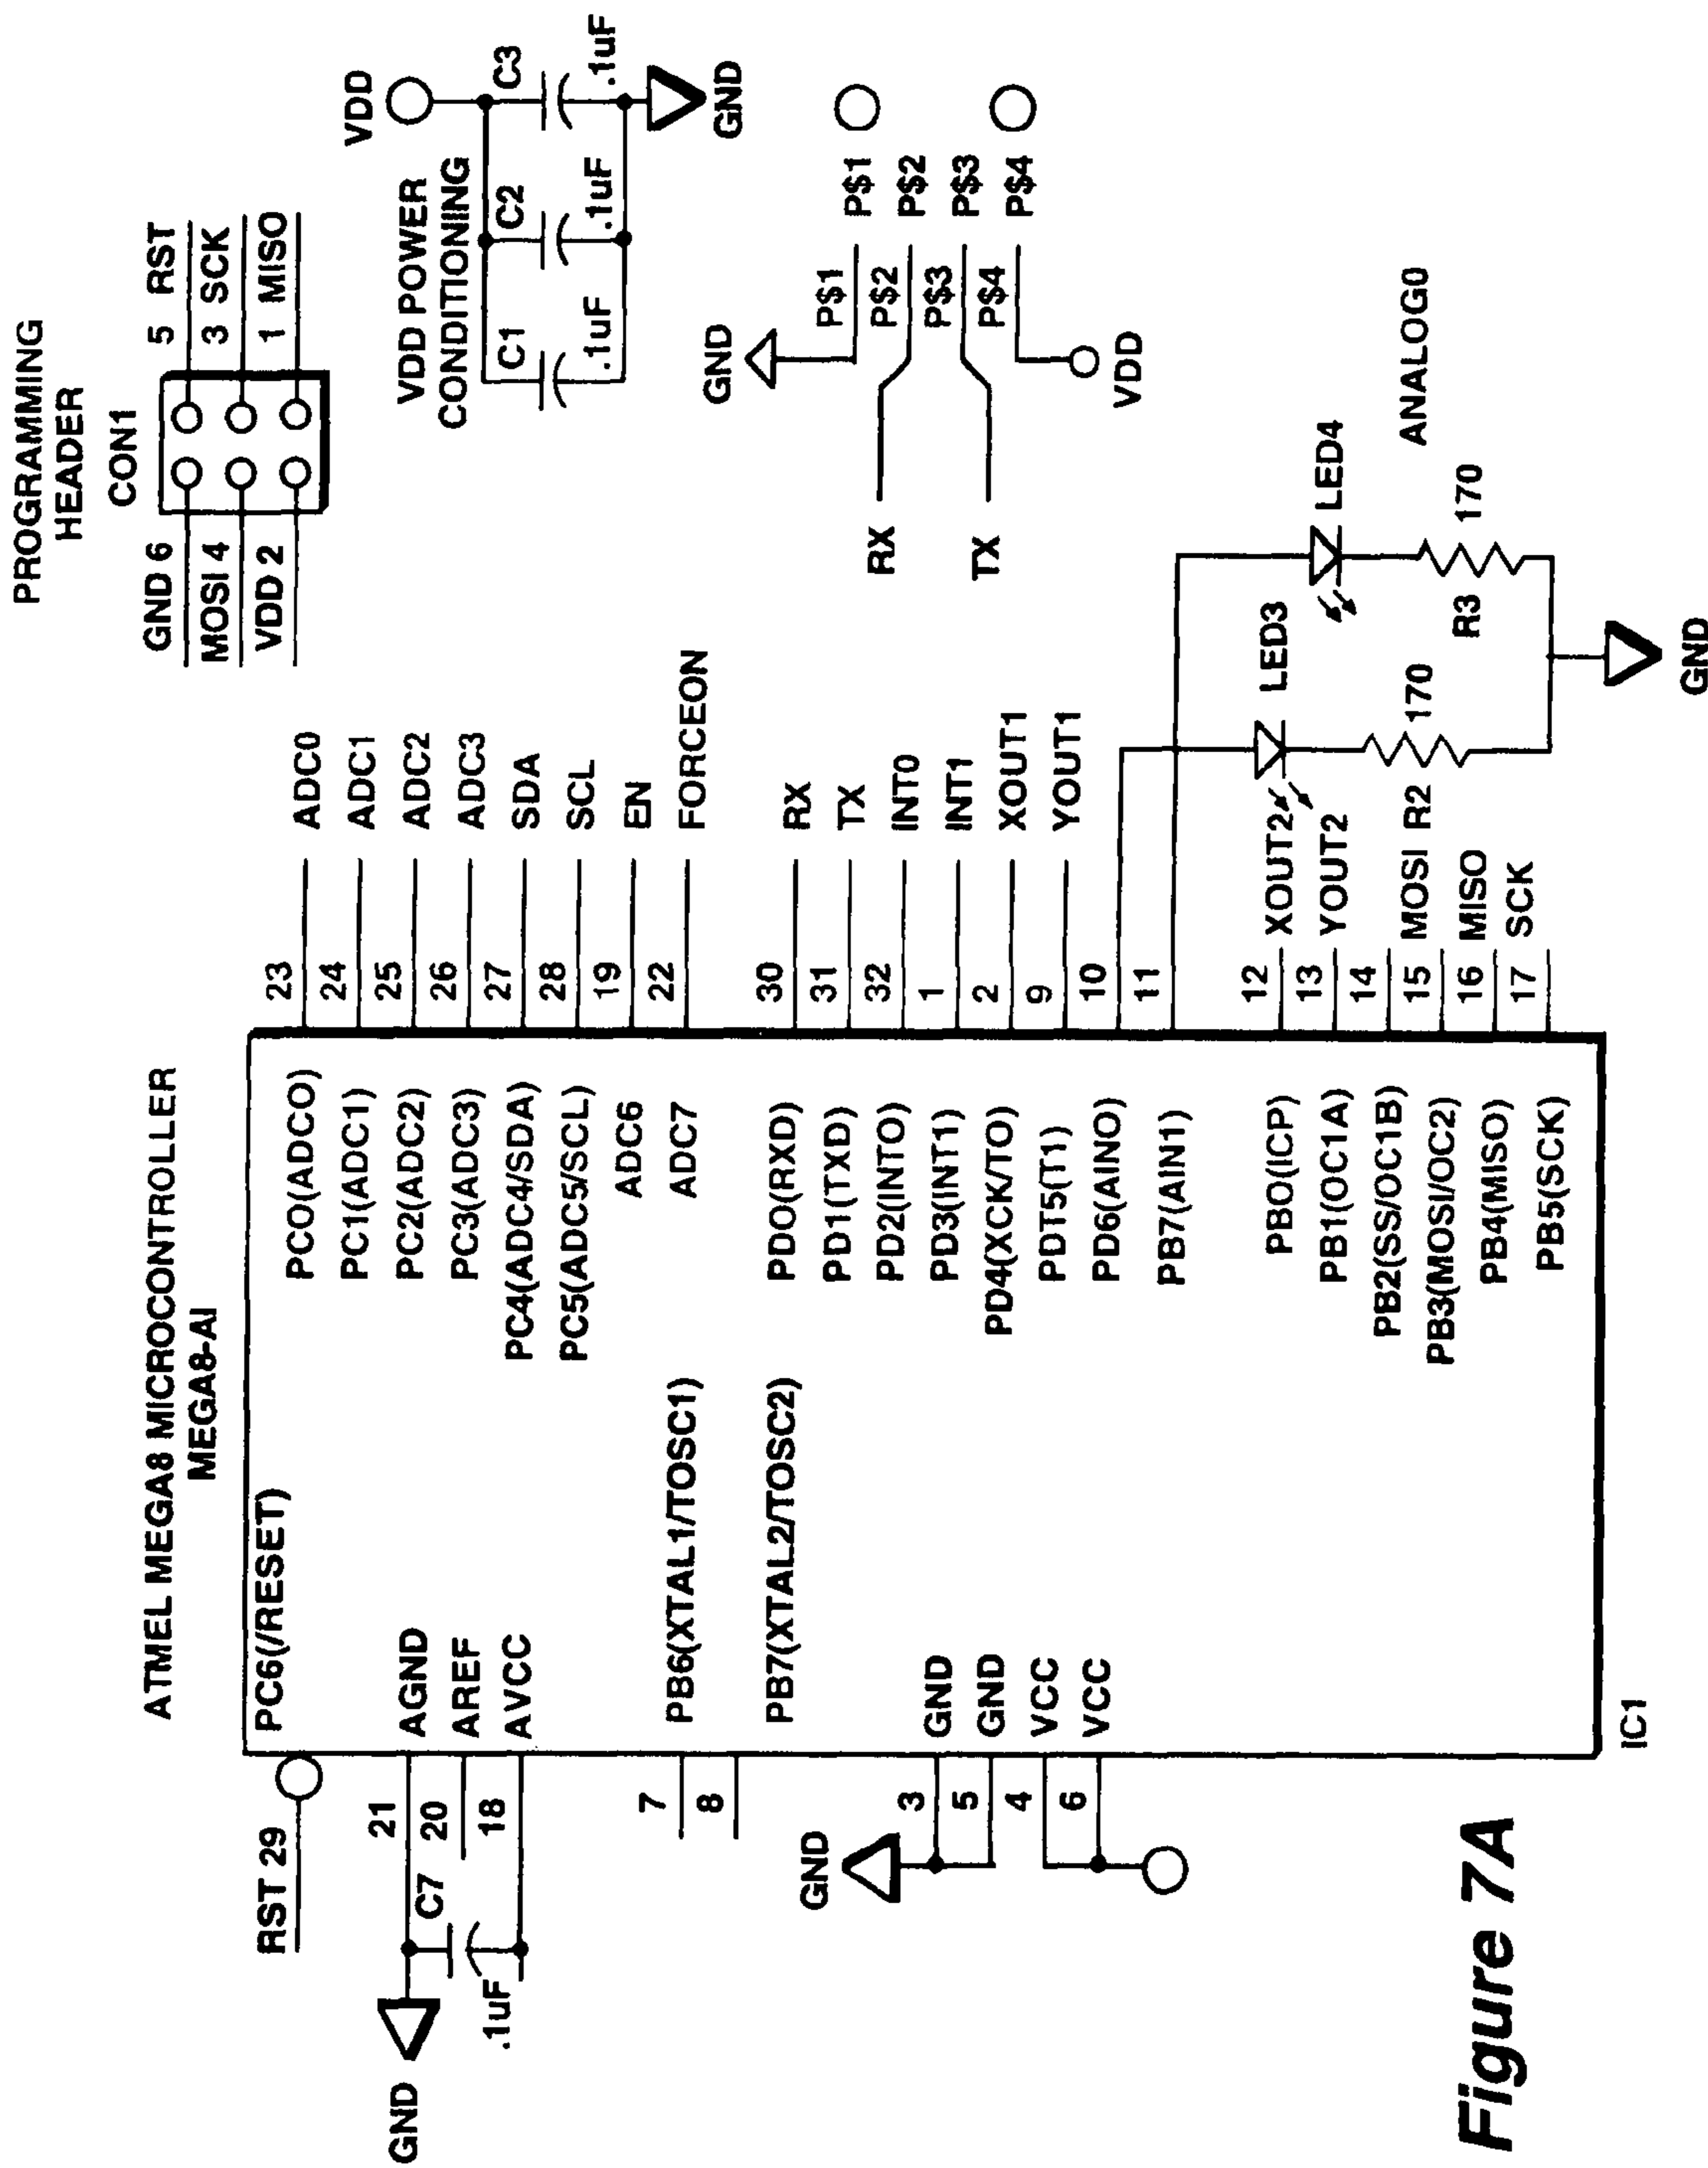 PROGRAMMING
HEADER
CON1
GND 6
MOSI 4
VDD 2
5 RST
3 SCK
1 MISO
VDD
VDD POWER
CONDITIONING
C1
.1uF
C2
.1uF
C3
.1uF
GND
GND
P$1
P$2
P$3
P$4
P$1
P$2
P$3
P$4
RX
TX
VDD
ATMEL MEGA8 MICROCONTROLLER
MEGA8-AI
RST 29
PC6(/RESET)
GND
C7
.1uF
21
20
18
AGND
AREF
AVCC
7
8
PB6(XTAL1/TOSC1)
PB7(XTAL2/TOSC2)
GND
3
5
4
6
GND
GND
VCC
VCC
PCO(ADCO) 23 ADC0
PC1(ADC1) 24 ADC1
PC2(ADC2) 25 ADC2
PC3(ADC3) 26 ADC3
PC4(ADC4/SDA) 27 SDA
PC5(ADC5/SCL) 28 SCL
ADC6 19 EN
ADC7 22 FORCEON
PDO(RXD) 30 RX
PD1(TXD) 31 TX
PD2(INTO) 32 INT0
PD3(INT1) 1 INT1
PD4(XCK/TO) 2 XOUT1
PDT5(T1) 9 YOUT1
PD6(AINO) 10
PB7(AIN1) 11
PBO(ICP) 12 XOUT2
PB1(OC1A) 13 YOUT2
PB2(SS/OC1B) 14
PB3(MOSI/OC2 15 MOSI
PB4(MISO) 16 MISO
PB5(SCK) 17 SCK
LED3
R2
170
LED4
R3
170
ANALOG0
GND
IC1
Figure 7A